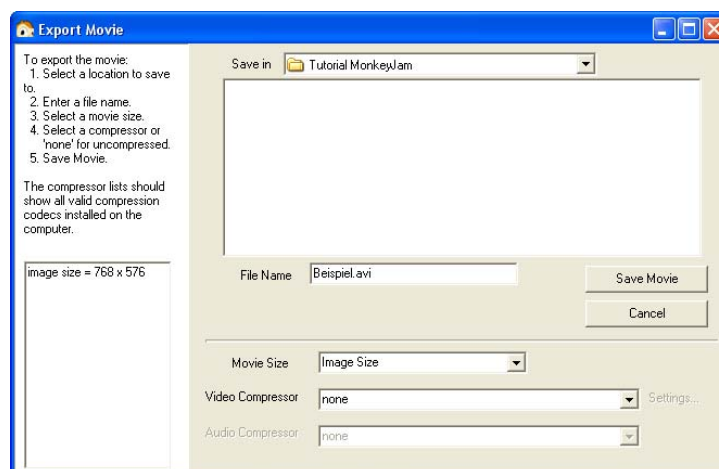 Export Movie
To export the movie:
1. Select a location to save
to.
2. Enter a file name.
3. Select a movie size.
4. Select a compressor or
'none' for uncompressed.
5. Save Movie.
The compressor lists should
show all valid compression
codecs installed on the
computer.
image size = 768 x 576
Save in Tutorial MonkeyJam
File Name Beispiel.avi
Save Movie
Cancel
Movie Size Image Size
Video Compressor none Settings...
Audio Compressor none